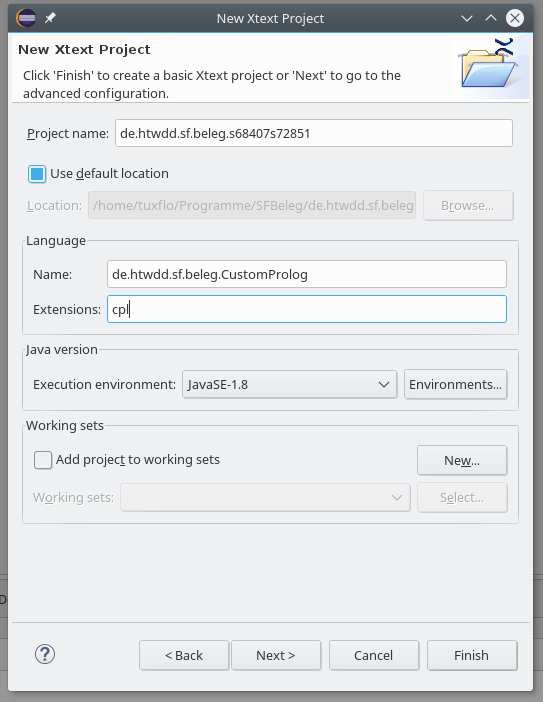 New Xtext Project
New Xtext Project
Click 'Finish' to create a basic Xtext project or 'Next' to go to the
advanced configuration.
Project name: de.htwdd.sf.beleg.s68407s72851
Use default location
Location: /home/tuxflo/Programme/SFBeleg/de.htwdd.sf.beleg Browse...
Language
Name: de.htwdd.sf.beleg.CustomProlog
Extensions: cpl
Java version
Execution environment: JavaSE-1.8 Environments...
Working sets
Add project to working sets New...
Working sets: Select...
? < Back Next > Cancel Finish